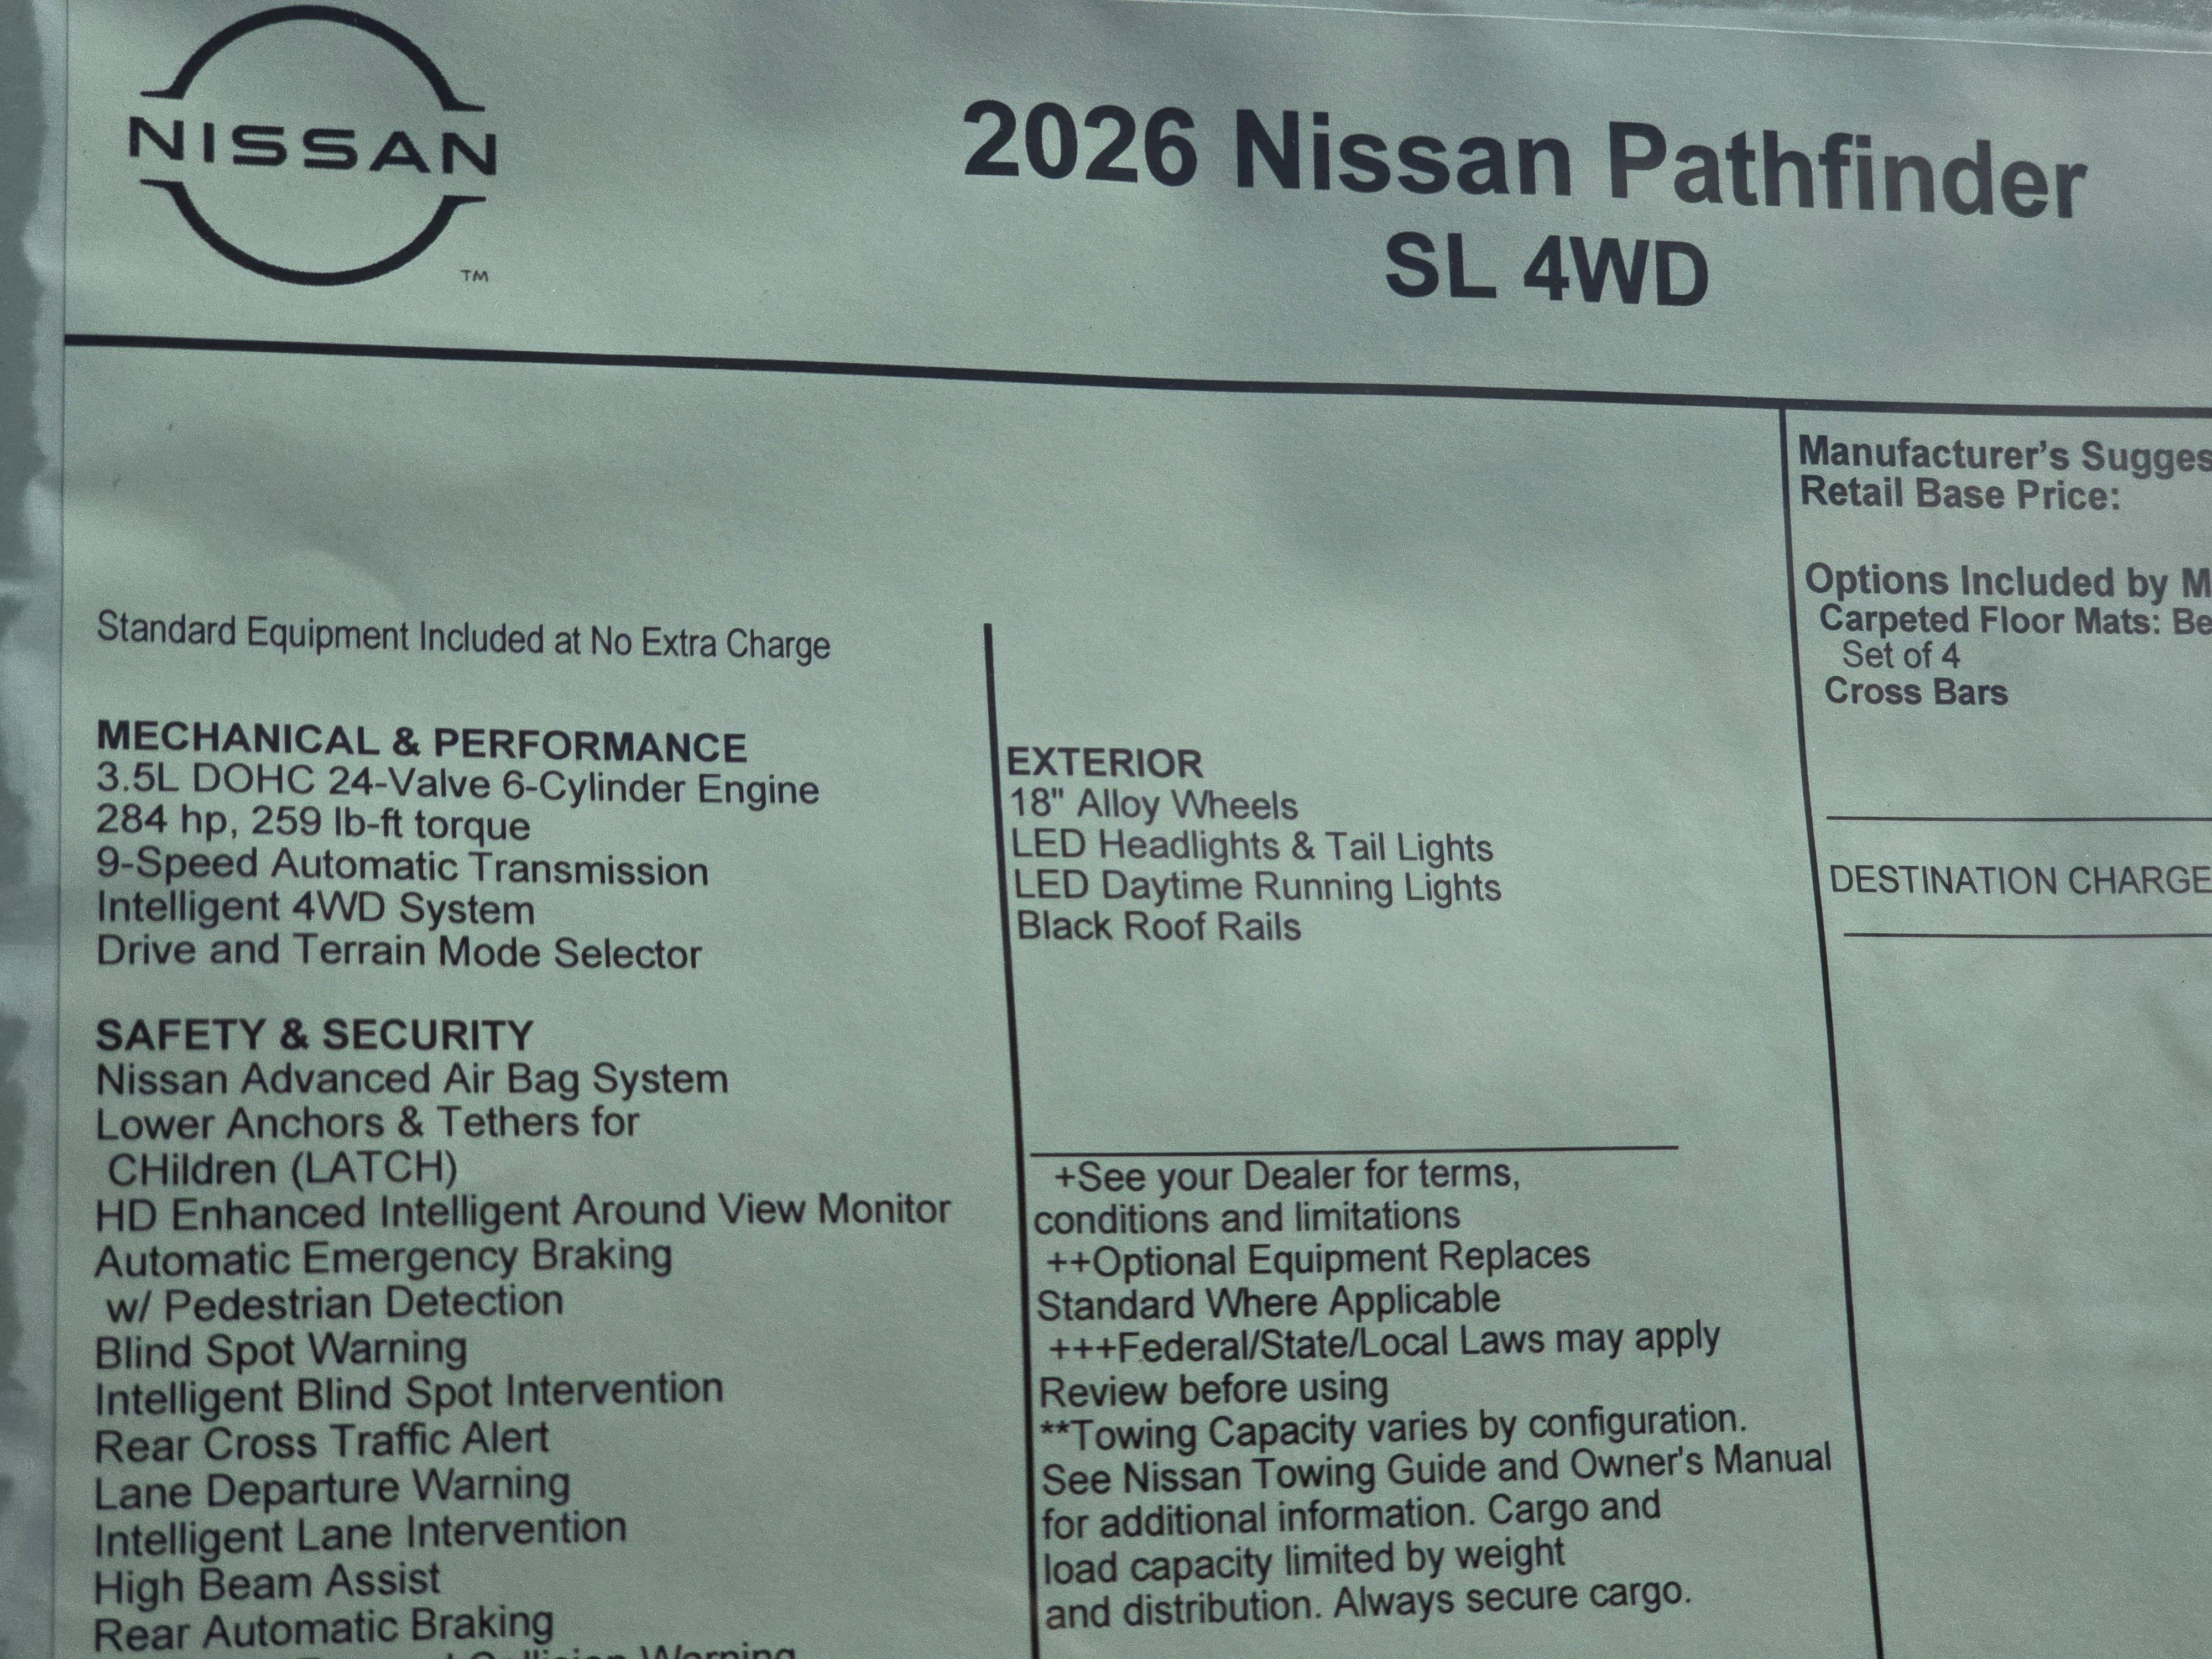 NISSAN
TM
2026 Nissan Pathfinder
SL 4WD
Standard Equipment Included at No Extra Charge
MECHANICAL & PERFORMANCE
3.5L DOHC 24-Valve 6-Cylinder Engine
284 hp, 259 lb-ft torque
9-Speed Automatic Transmission
Intelligent 4WD System
Drive and Terrain Mode Selector
SAFETY & SECURITY
Nissan Advanced Air Bag System
Lower Anchors & Tethers for
CHildren (LATCH)
HD Enhanced Intelligent Around View Monitor
Automatic Emergency Braking
w/ Pedestrian Detection
Blind Spot Warning
Intelligent Blind Spot Intervention
Rear Cross Traffic Alert
Lane Departure Warning
Intelligent Lane Intervention
High Beam Assist
Rear Automatic Braking
Collision Warning
EXTERIOR
18" Alloy Wheels
LED Headlights & Tail Lights
LED Daytime Running Lights
Black Roof Rails
+See your Dealer for terms,
conditions and limitations
++Optional Equipment Replaces
Standard Where Applicable
+++Federal/State/Local Laws may apply
Review before using
**Towing Capacity varies by configuration.
See Nissan Towing Guide and Owner's Manual
for additional information. Cargo and
load capacity limited by weight
and distribution. Always secure cargo.
Manufacturer's Sugges
Retail Base Price:
Options Included by M
Carpeted Floor Mats: Be
Set of 4
Cross Bars
DESTINATION CHARGE